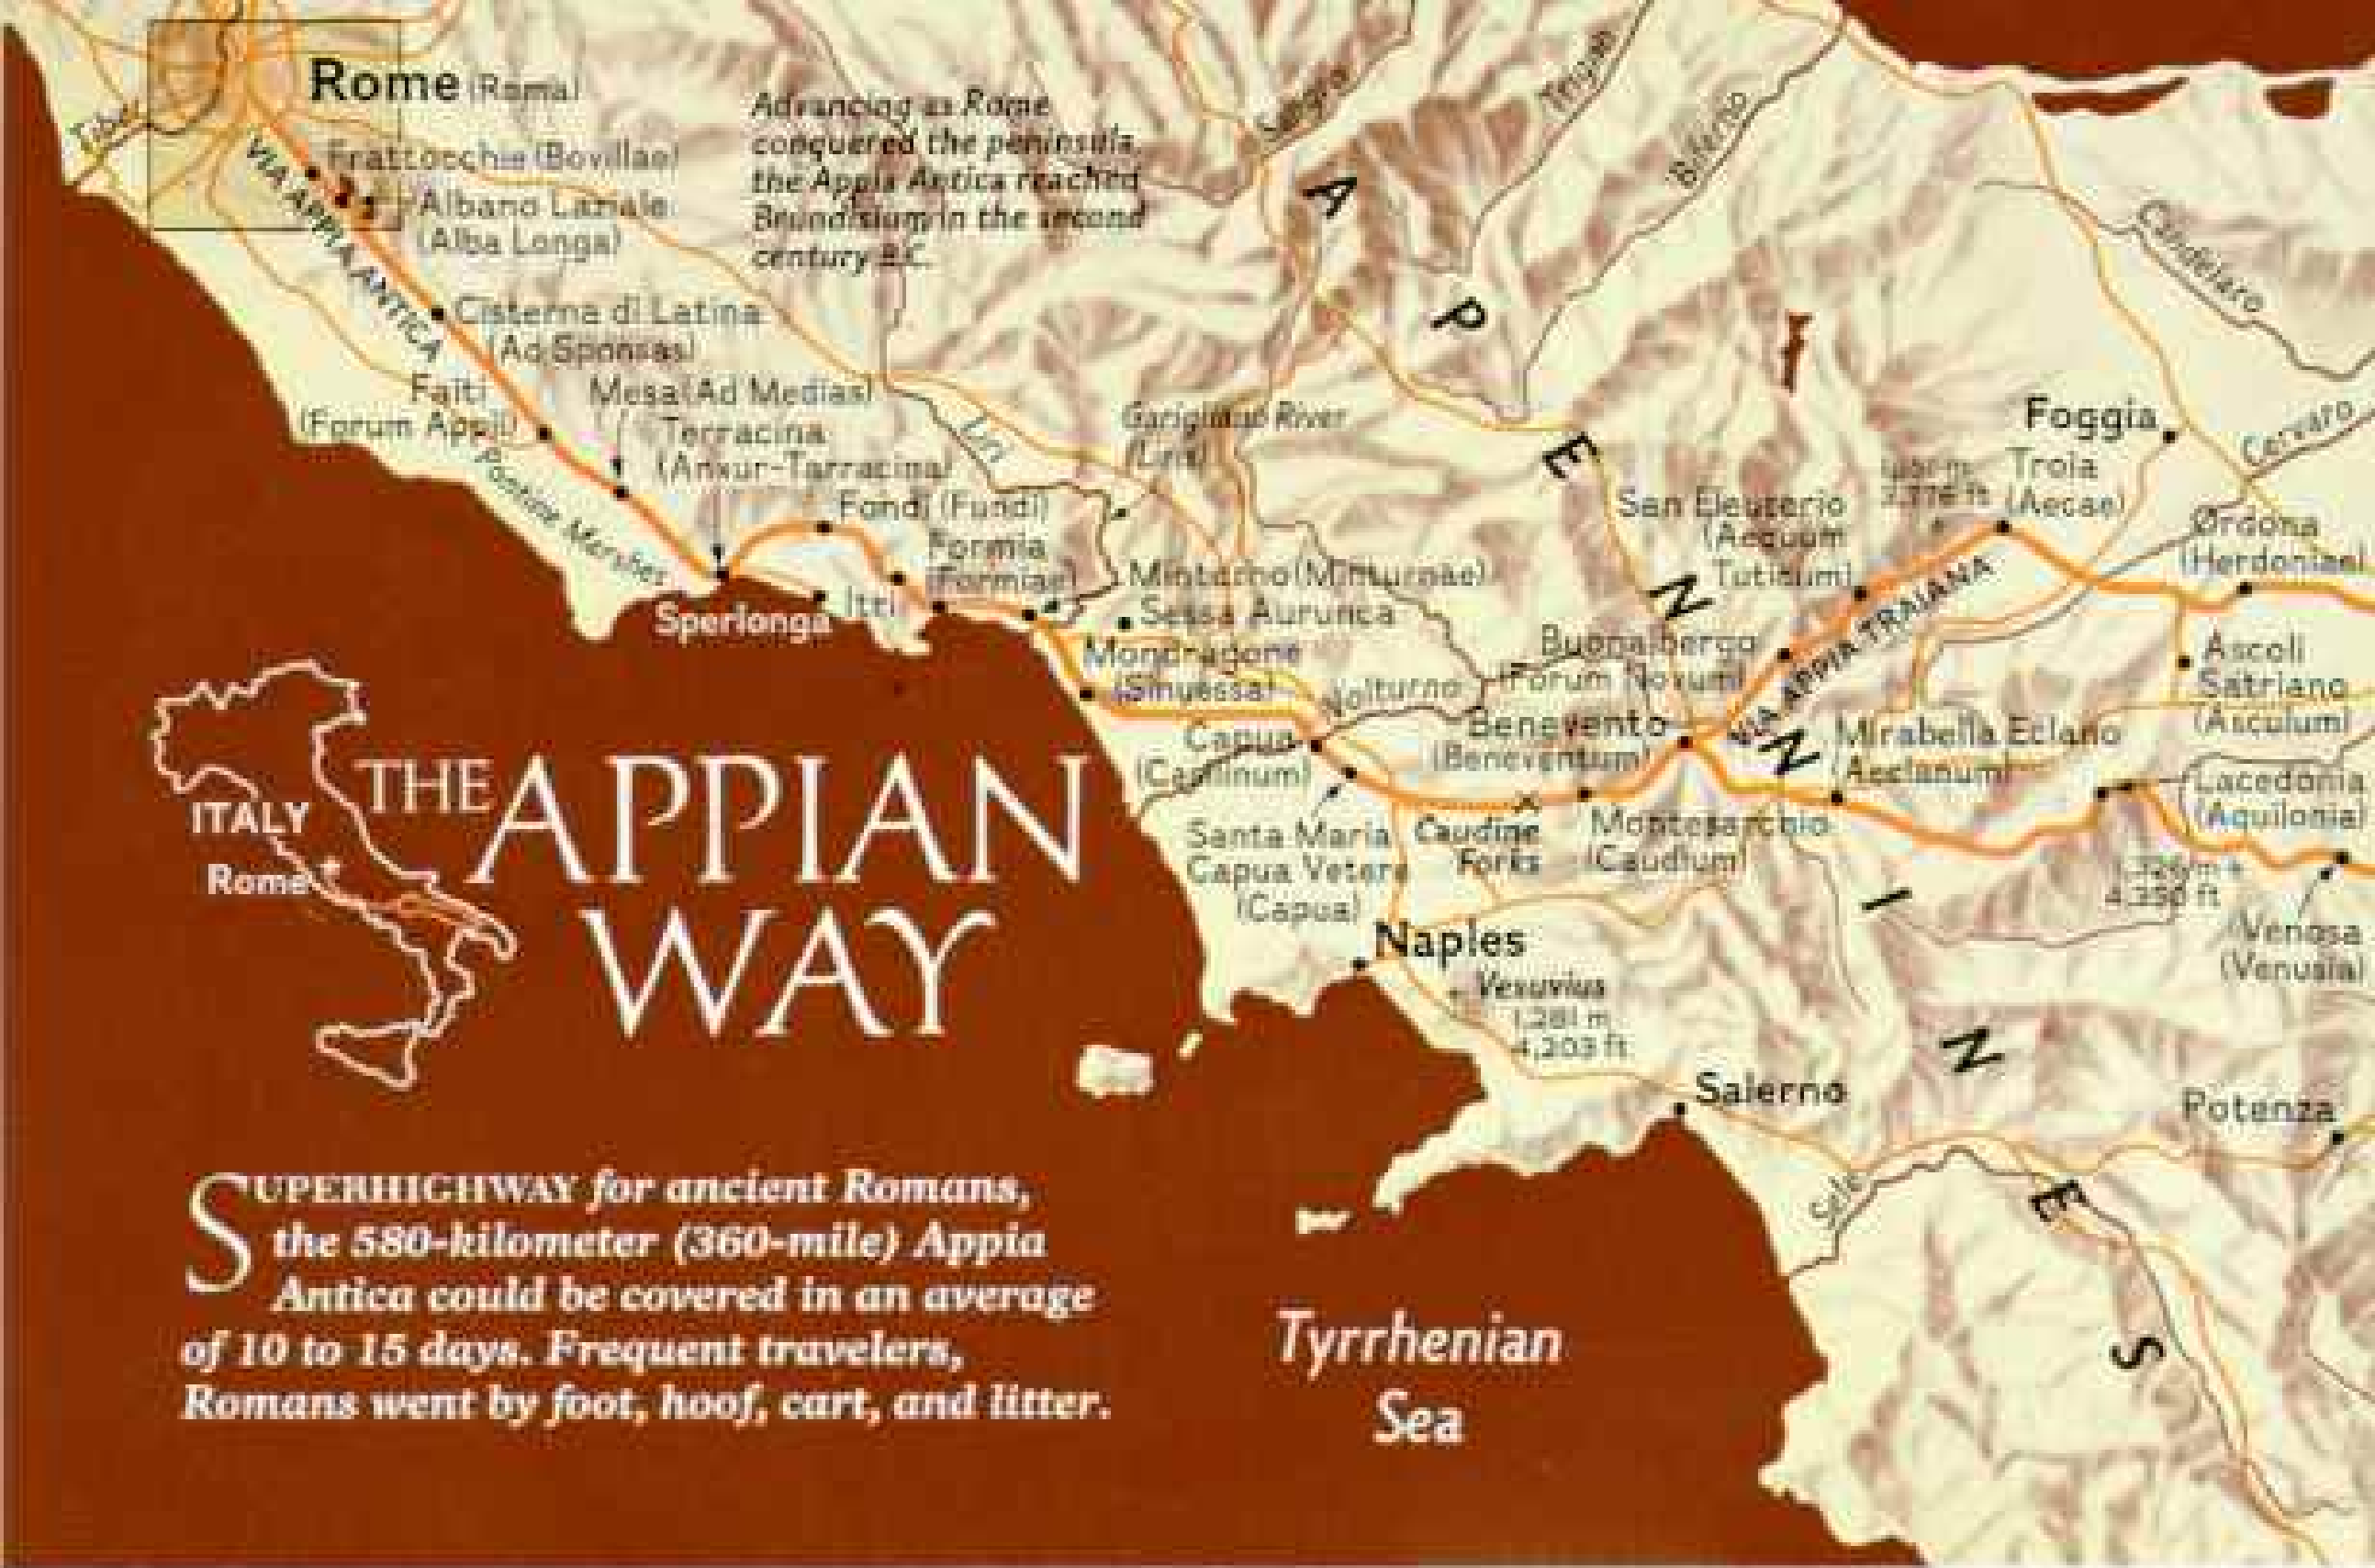 Rome (Roma)
Tiber
VIA APPIA ANTICA
Frattocchie (Bovillae)
Albano Laziale
(Alba Longa)
Advancing as Rome
conquered the peninsula,
the Appia Antica reached
Brundisium in the second
century B.C.
Sangro
Trigno
Biferno
Candelaro
Cisterna di Latina
(Ad Sponsas)
Faiti
(Forum Appii)
Mesa (Ad Medias)
Terracina
(Anxur-Tarracina)
Pontine Marshes
Liri
Garigliano River
(Liris)
Fondi (Fundi)
Formia
(Formiae)
Itri
Sperlonga
Minturno (Minturnae)
Sessa Aurunca
Mondragone
(Sinuessa)
Volturno
Capua
(Casilinum)
Santa Maria
Capua Vetere
(Capua)
Caudine
Forks
Montesarchio
(Caudium)
Benevento
(Beneventum)
Buonalbergo
(Forum Novum)
San Eleuterio
(Aequum
Tuticum)
VIA APPIA TRAIANA
Foggia
Troia
(Aecae)
Cervaro
Ordona
(Herdoniae)
Ascoli
Satriano
(Asculum)
Mirabella Eclano
(Aeclanum)
Lacedonia
(Aquilonia)
4,350 ft
Venosa
(Venusia)
APENNINES
Naples
Vesuvius
1,281 m
4,203 ft
Salerno
Potenza
Sele
Tyrrhenian
Sea
ITALY
Rome
THE APPIAN
WAY
SUPERHIGHWAY for ancient Romans,
the 580-kilometer (360-mile) Appia
Antica could be covered in an average
of 10 to 15 days. Frequent travelers,
Romans went by foot, hoof, cart, and litter.